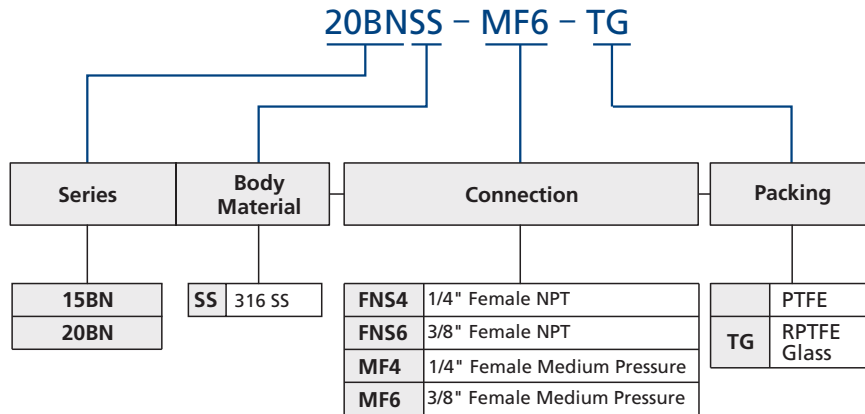 20BNSS – MF6 – TG
Series
Body
Material
Connection
Packing
15BN
20BN
SS 316 SS
FNS4 1/4" Female NPT
FNS6 3/8" Female NPT
MF4 1/4" Female Medium Pressure
MF6 3/8" Female Medium Pressure
PTFE
TG RPTFE
Glass